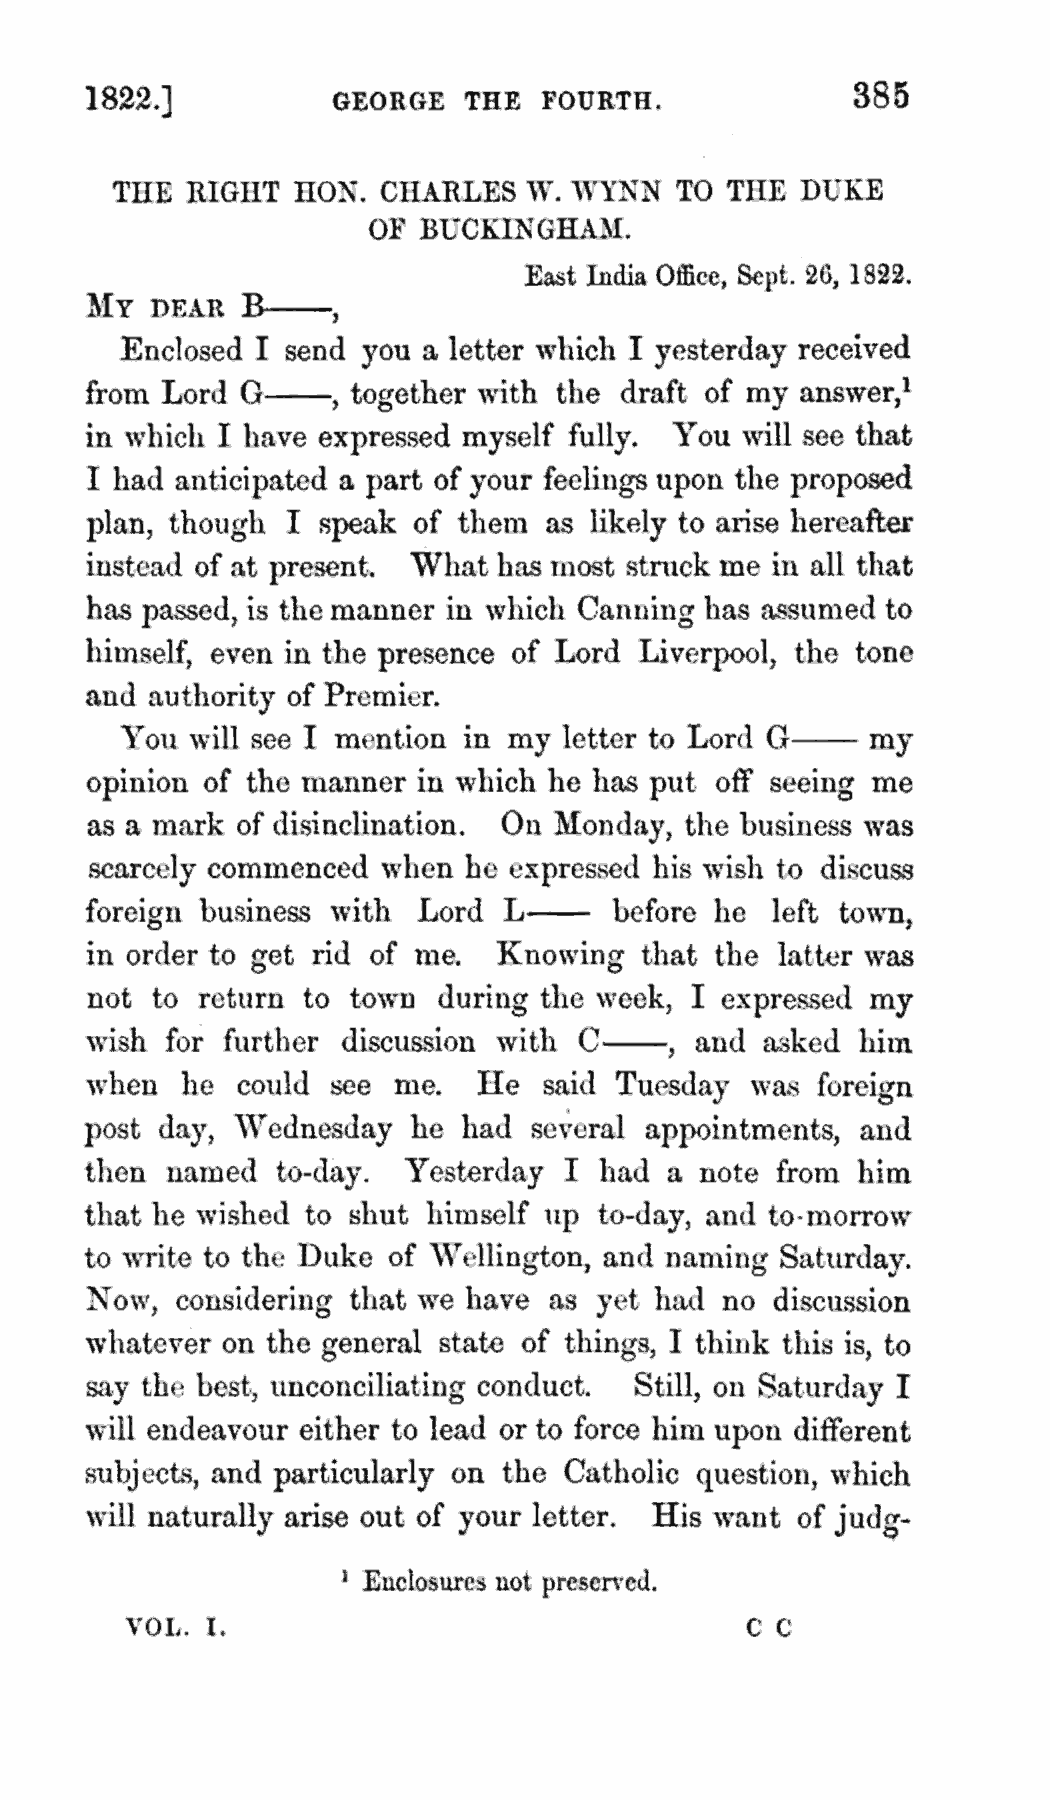 1822.] GEORGE THE FOURTH. 385
THE RIGHT HON. CHARLES W. WYNN TO THE DUKE
OF BUCKINGHAM.
East India Office, Sept. 26, 1822.
MY DEAR B——,
Enclosed I send you a letter which I yesterday received
from Lord G——, together with the draft of my answer,¹
in which I have expressed myself fully. You will see that
I had anticipated a part of your feelings upon the proposed
plan, though I speak of them as likely to arise hereafter
instead of at present. What has most struck me in all that
has passed, is the manner in which Canning has assumed to
himself, even in the presence of Lord Liverpool, the tone
and authority of Premier.
You will see I mention in my letter to Lord G—— my
opinion of the manner in which he has put off seeing me
as a mark of disinclination. On Monday, the business was
scarcely commenced when he expressed his wish to discuss
foreign business with Lord L—— before he left town,
in order to get rid of me. Knowing that the latter was
not to return to town during the week, I expressed my
wish for further discussion with C——, and asked him
when he could see me. He said Tuesday was foreign
post day, Wednesday he had several appointments, and
then named to-day. Yesterday I had a note from him
that he wished to shut himself up to-day, and to-morrow
to write to the Duke of Wellington, and naming Saturday.
Now, considering that we have as yet had no discussion
whatever on the general state of things, I think this is, to
say the best, unconciliating conduct. Still, on Saturday I
will endeavour either to lead or to force him upon different
subjects, and particularly on the Catholic question, which
will naturally arise out of your letter. His want of judg-
¹ Enclosures not preserved.
VOL. I. C C